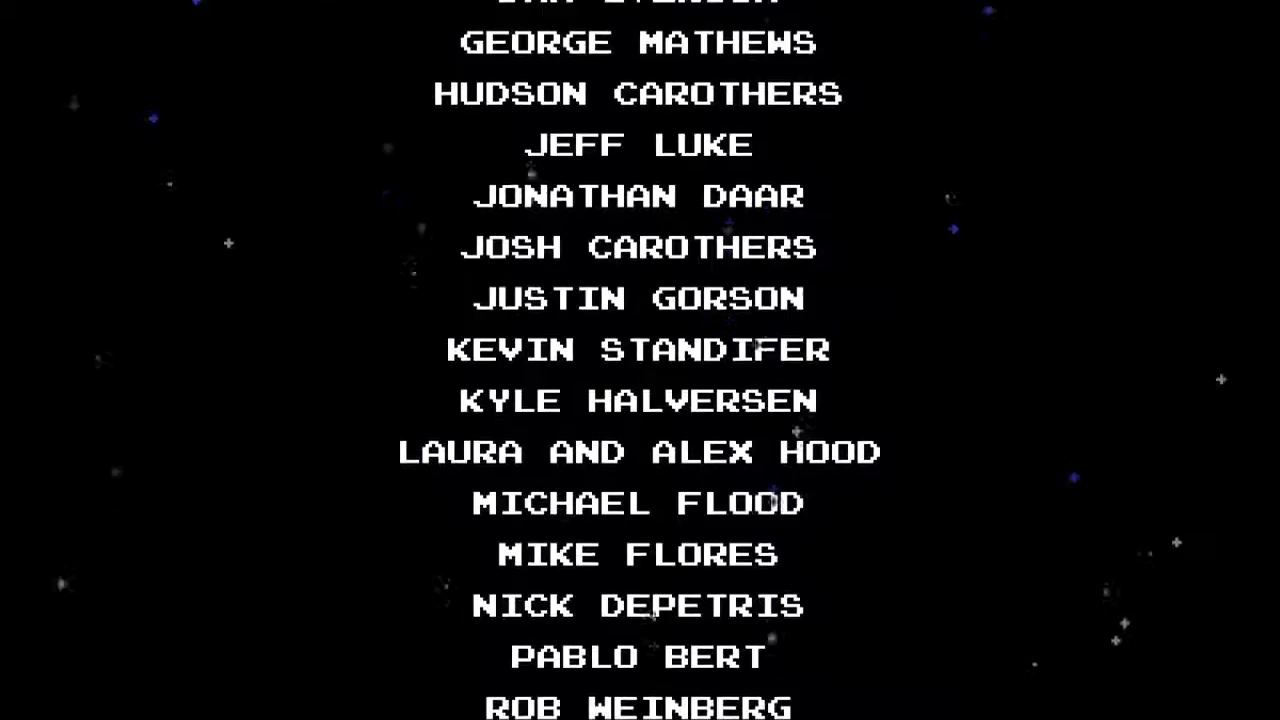 GEORGE MATHEWS
HUDSON CAROTHERS
JEFF LUKE
JONATHAN DAAR
JOSH CAROTHERS
JUSTIN GORSON
KEVIN STANDIFER
KYLE HALVERSEN
LAURA AND ALEX HOOD
MICHAEL FLOOD
MIKE FLORES
NICK DEPETRIS
PABLO BERT
ROB WEINBERG